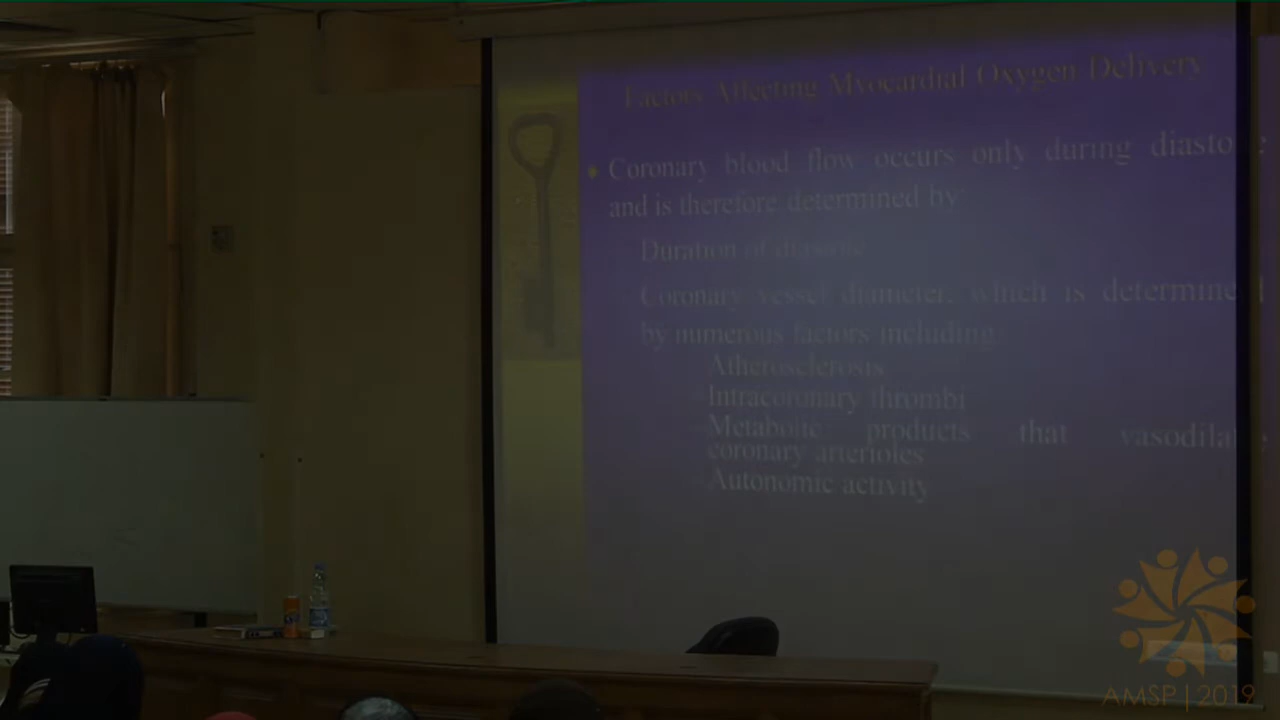 Factors Affecting Myocardial Oxygen Delivery
Coronary blood flow occurs only during diasto e
and is therefore determined by:
Duration of diastole
Coronary vessel diameter, which is determine
by numerous factors including:
Atherosclerosis
Intracoronary thrombi
Metabolic products that vasodilat
coronary arterioles
Autonomic activity
AMSP | 2019